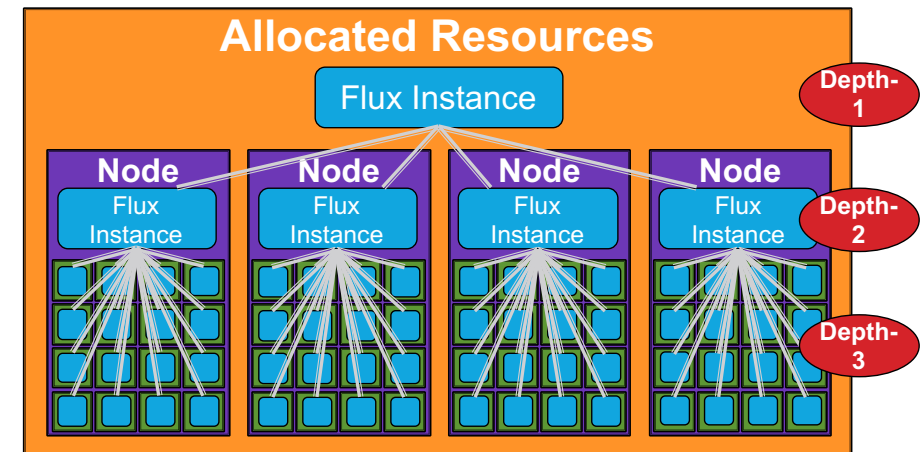 Allocated Resources
Flux Instance
Depth-
1
Node
Node
Node
Node
Flux
Instance
Flux
Instance
Flux
Instance
Flux
Instance
Depth-
2
Depth-
3